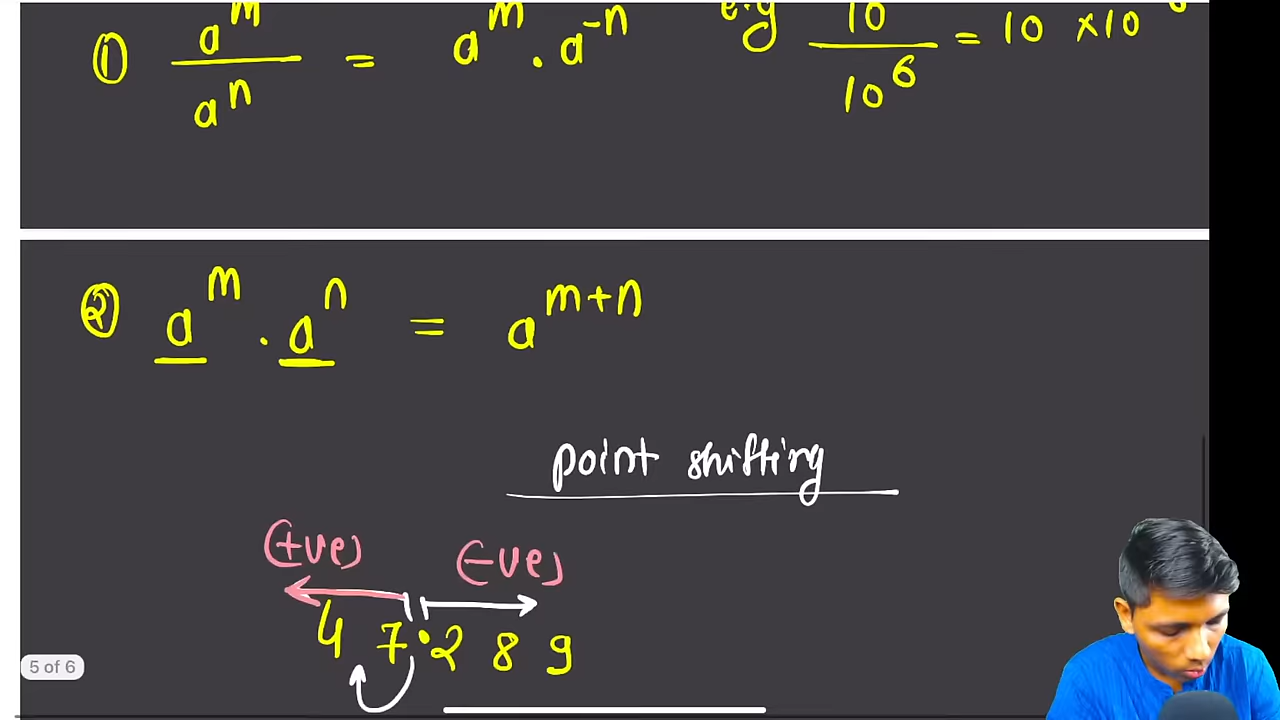 ① a^m / a^n = a^m . a^-n e.g 10 / 10^6 = 10 × 10
② a^m . a^n = a^m+n
point shifting
(+ve) (-ve)
4 7.2 8 9
5 of 6